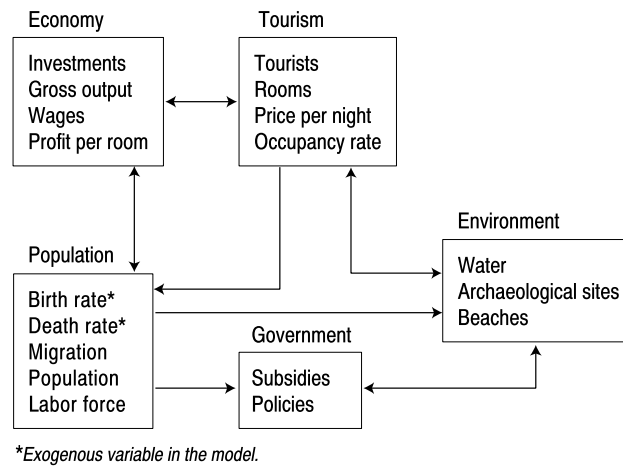 Economy
Investments
Gross output
Wages
Profit per room
Tourism
Tourists
Rooms
Price per night
Occupancy rate
Environment
Water
Archaeological sites
Beaches
Population
Birth rate*
Death rate*
Migration
Population
Labor force
Government
Subsidies
Policies
*Exogenous variable in the model.